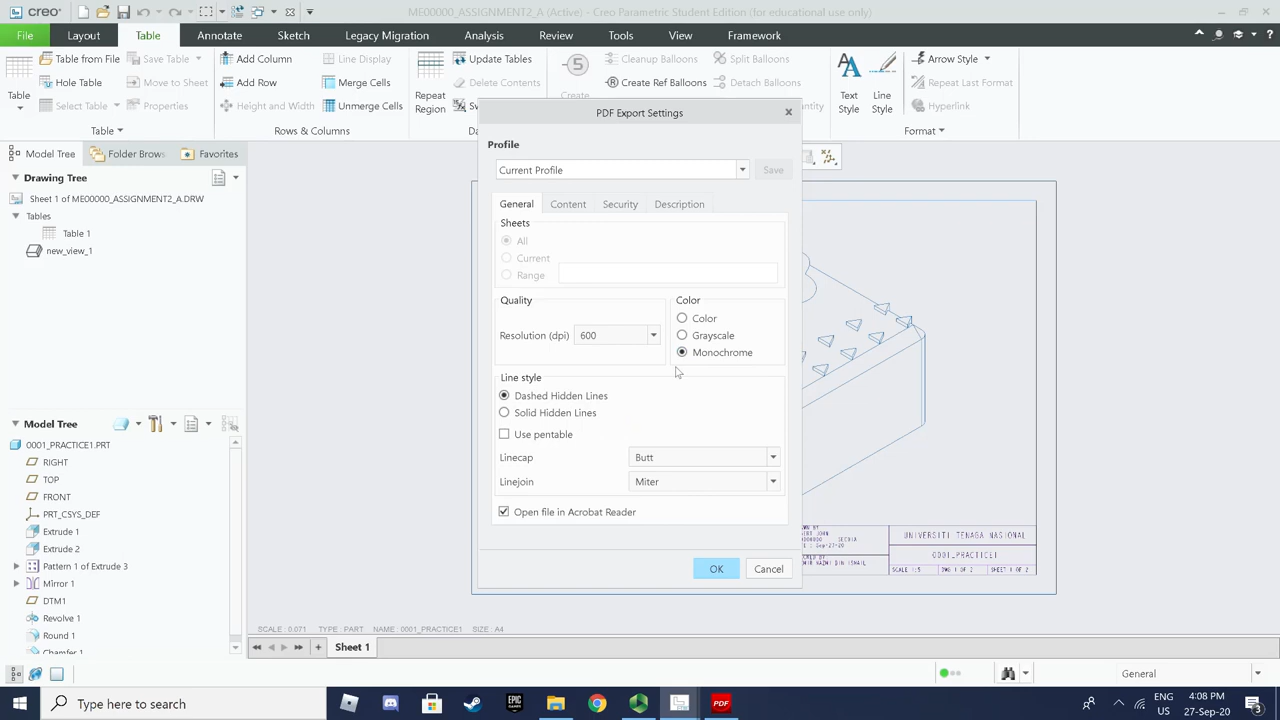 creo
ME00000_ASSIGNMENT2_A (Active) - Creo Parametric Student Edition (for educational use only)
File Layout Table Annotate Sketch Legacy Migration Analysis Review Tools View Framework
Table from File Save Table Add Column Line Display Update Tables Cleanup Balloons Split Balloons Arrow Style
Hole Table Move to Sheet Add Row Merge Cells Delete Contents Create Ref Balloons Detach Balloons Repeat Last Format
Table Select Table Properties Height and Width Unmerge Cells Repeat Region Create Text Style Line Style Hyperlink
Table Rows & Columns Format
PDF Export Settings
Model Tree Folder Brows Favorites
Drawing Tree
Sheet 1 of ME00000_ASSIGNMENT2_A.DRW
Tables
Table 1
new_view_1
Model Tree
0001_PRACTICE1.PRT
RIGHT
TOP
FRONT
PRT_CSYS_DEF
Extrude 1
Extrude 2
Pattern 1 of Extrude 3
Mirror 1
DTM1
Revolve 1
Round 1
Chamfer 1
Profile
Current Profile Save
General Content Security Description
Sheets
All
Current
Range
Quality
Resolution (dpi) 600
Color
Color
Grayscale
Monochrome
Line style
Dashed Hidden Lines
Solid Hidden Lines
Use pentable
Linecap Butt
Linejoin Miter
Open file in Acrobat Reader
OK Cancel
UNIVERSITI TENAGA NASIONAL
0001_PRACTICE1
SCALE 1:5 DWG 1 OF 2 SHEET 1 OF 2
SCALE : 0.071 TYPE : PART NAME : 0001_PRACTICE1 SIZE : A4
Sheet 1
General
Type here to search
PDF
ENG
US
4:08 PM
27-Sep-20
3